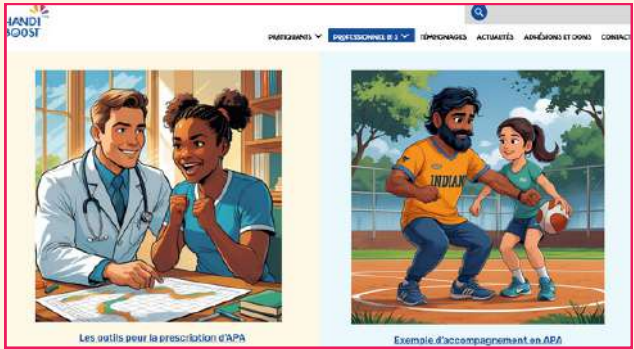 HANDI
BOOST
PRATIQUANTS
TÉMOIGNAGES
ACTUALITÉS
ADHÉSIONS ET DONS
CONTACT
INDIAN
Les outils pour la prescription d'APA
Exemple d'accompagnement en APA